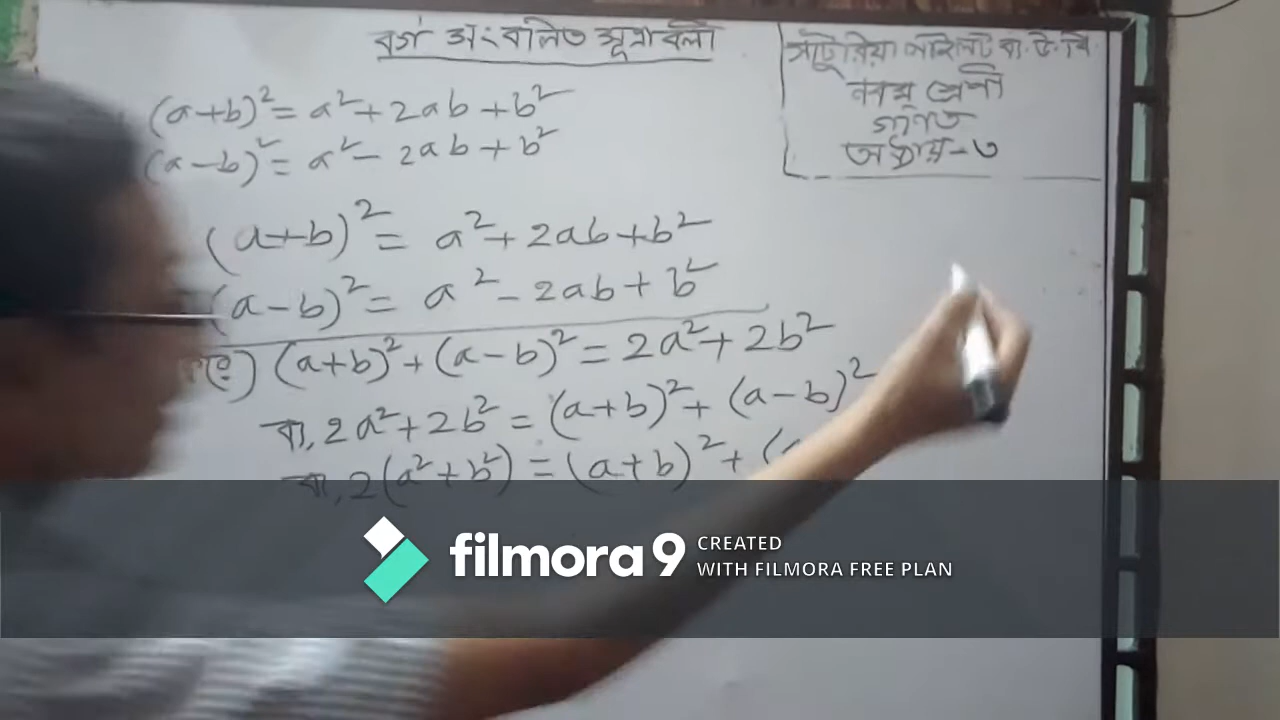 বর্গ সংবলিত সূত্রাবলী
সাটুরিয়া পাইলট বা. উ. বি.
নবম শ্রেণী
গণিত
অধ্যায়-৩
(a+b)² = a² + 2ab + b²
(a-b)² = a² - 2ab + b²
(a+b)² = a² + 2ab + b²
(a-b)² = a² - 2ab + b²
(a+b)² + (a-b)² = 2a² + 2b²
বা, 2a² + 2b² = (a+b)² + (a-b)²
বা, 2(a² + b²) = (a+b)² + (
filmora 9 CREATED
WITH FILMORA FREE PLAN